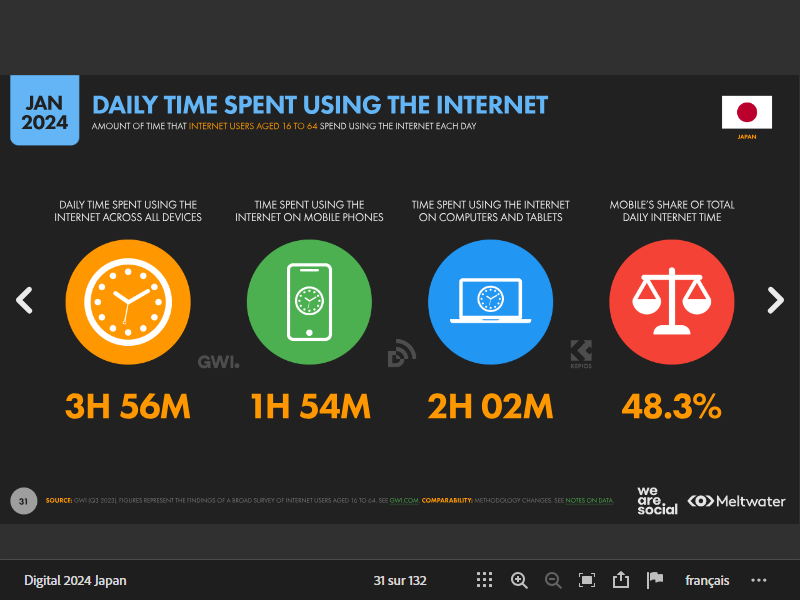 JAN
2024
DAILY TIME SPENT USING THE INTERNET
AMOUNT OF TIME THAT INTERNET USERS AGED 16 TO 64 SPEND USING THE INTERNET EACH DAY
JAPAN
DAILY TIME SPENT USING THE
INTERNET ACROSS ALL DEVICES
TIME SPENT USING THE
INTERNET ON MOBILE PHONES
TIME SPENT USING THE INTERNET
ON COMPUTERS AND TABLETS
MOBILE'S SHARE OF TOTAL
DAILY INTERNET TIME
GWI.
KEPIOS
3H 56M
1H 54M
2H 02M
48.3%
31
SOURCE: GWI (Q3 2023). FIGURES REPRESENT THE FINDINGS OF A BROAD SURVEY OF INTERNET USERS AGED 16 TO 64. SEE GWI.COM. COMPARABILITY: METHODOLOGY CHANGES. SEE NOTES ON DATA.
we
are.
social
Meltwater
Digital 2024 Japan
31 sur 132
français